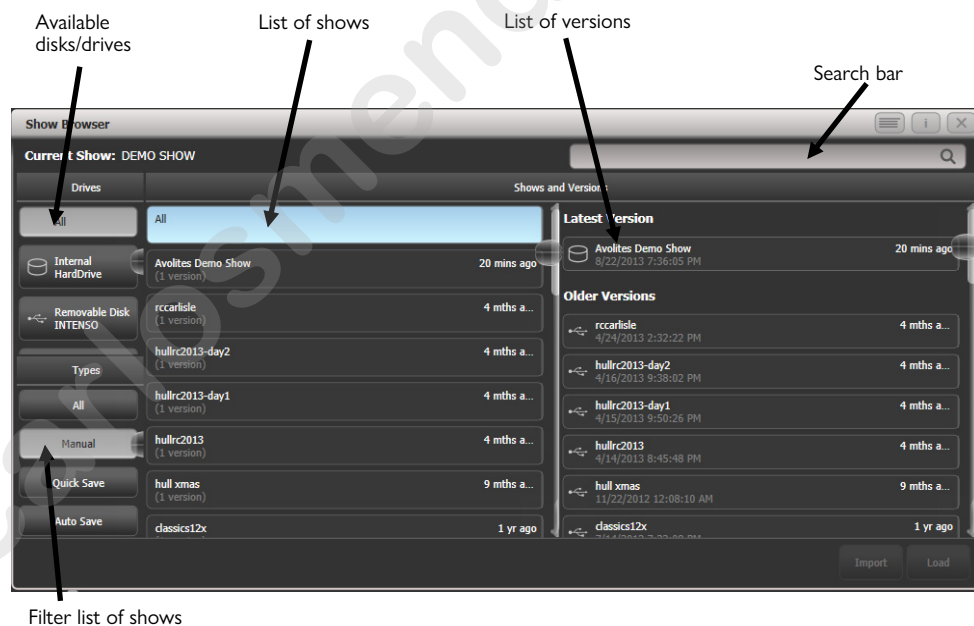 Available
disks/drives
List of shows
List of versions
Search bar
Show Browser
Current Show: DEMO SHOW
Drives
Shows and Versions
All
Internal
HardDrive
Removable Disk
INTENSO
Types
All
Manual
Quick Save
Auto Save
All
Avolites Demo Show 20 mins ago
(1 version)
rccarlisle 4 mths a...
(1 version)
hullrc2013-day2 4 mths a...
(1 version)
hullrc2013-day1 4 mths a...
(1 version)
hullrc2013 4 mths a...
(1 version)
hull xmas 9 mths a...
(1 version)
classics12x 1 yr ago
Latest Version
Avolites Demo Show 20 mins ago
8/22/2013 7:36:05 PM
Older Versions
rccarlisle 4 mths a...
4/24/2013 2:32:22 PM
hullrc2013-day2 4 mths a...
4/16/2013 9:38:02 PM
hullrc2013-day1 4 mths a...
4/15/2013 9:50:26 PM
hullrc2013 4 mths a...
4/14/2013 8:45:48 PM
hull xmas 9 mths a...
11/22/2012 12:08:10 AM
classics12x 1 yr ago
Import Load
Filter list of shows
carlosmen